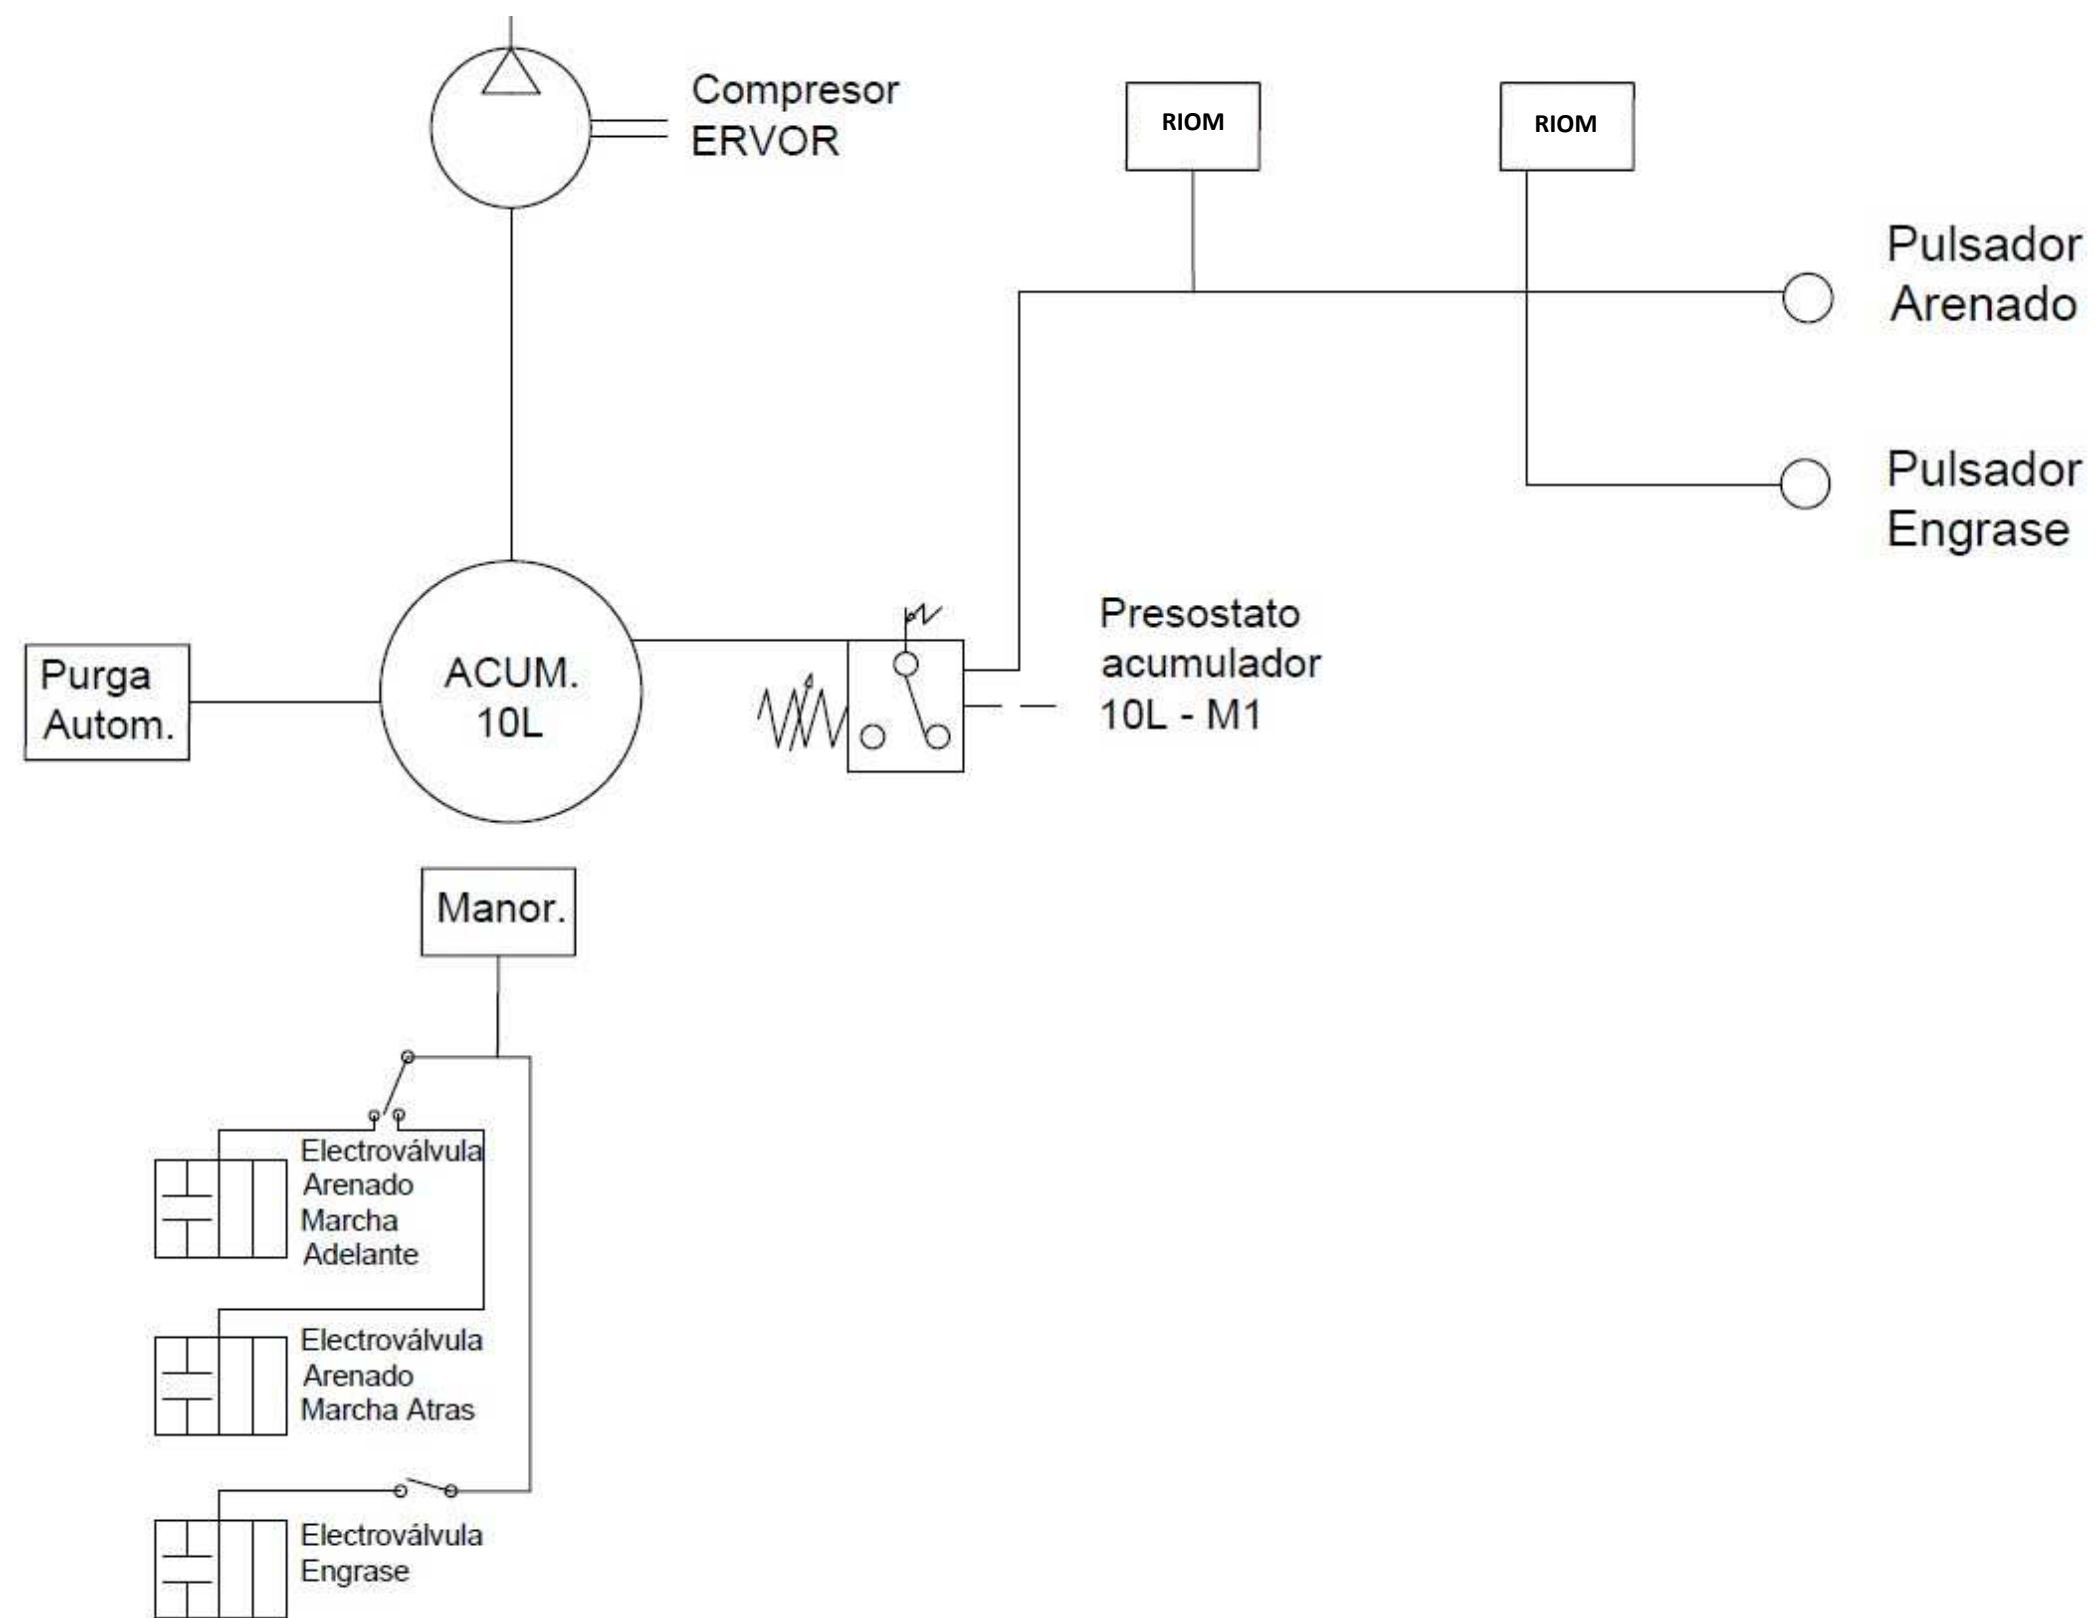 Compresor
ERVOR
RIOM
RIOM
Pulsador
Arenado
Pulsador
Engrase
Presostato
acumulador
10L - M1
Purga
Autom.
ACUM.
10L
Manor.
Electroválvula
Arenado
Marcha
Adelante
Electroválvula
Arenado
Marcha Atras
Electroválvula
Engrase